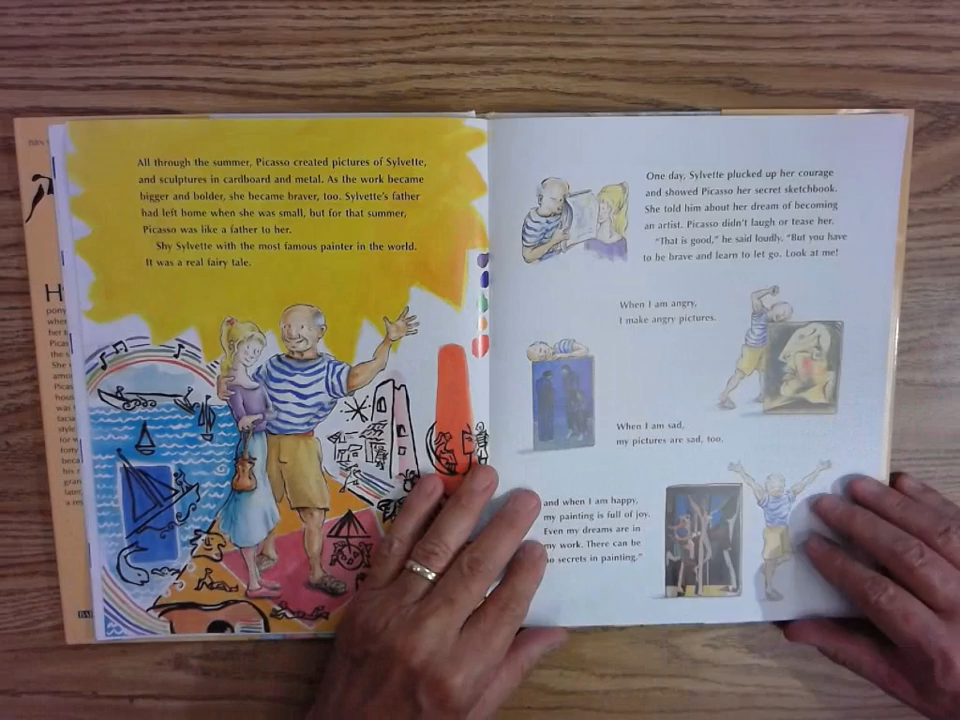 All through the summer, Picasso created pictures of Sylvette,
and sculptures in cardboard and metal. As the work became
bigger and bolder, she became braver, too. Sylvette's father
had left home when she was small, but for that summer,
Picasso was like a father to her.
Shy Sylvette with the most famous painter in the world.
It was a real fairy tale.
One day, Sylvette plucked up her courage
and showed Picasso her secret sketchbook.
She told him about her dream of becoming
an artist. Picasso didn't laugh or tease her.
"That is good," he said loudly. "But you have
to be brave and learn to let go. Look at me!
When I am angry,
I make angry pictures.
When I am sad,
my pictures are sad, too.
and when I am happy,
my painting is full of joy.
Even my dreams are in
my work. There can be
no secrets in painting."